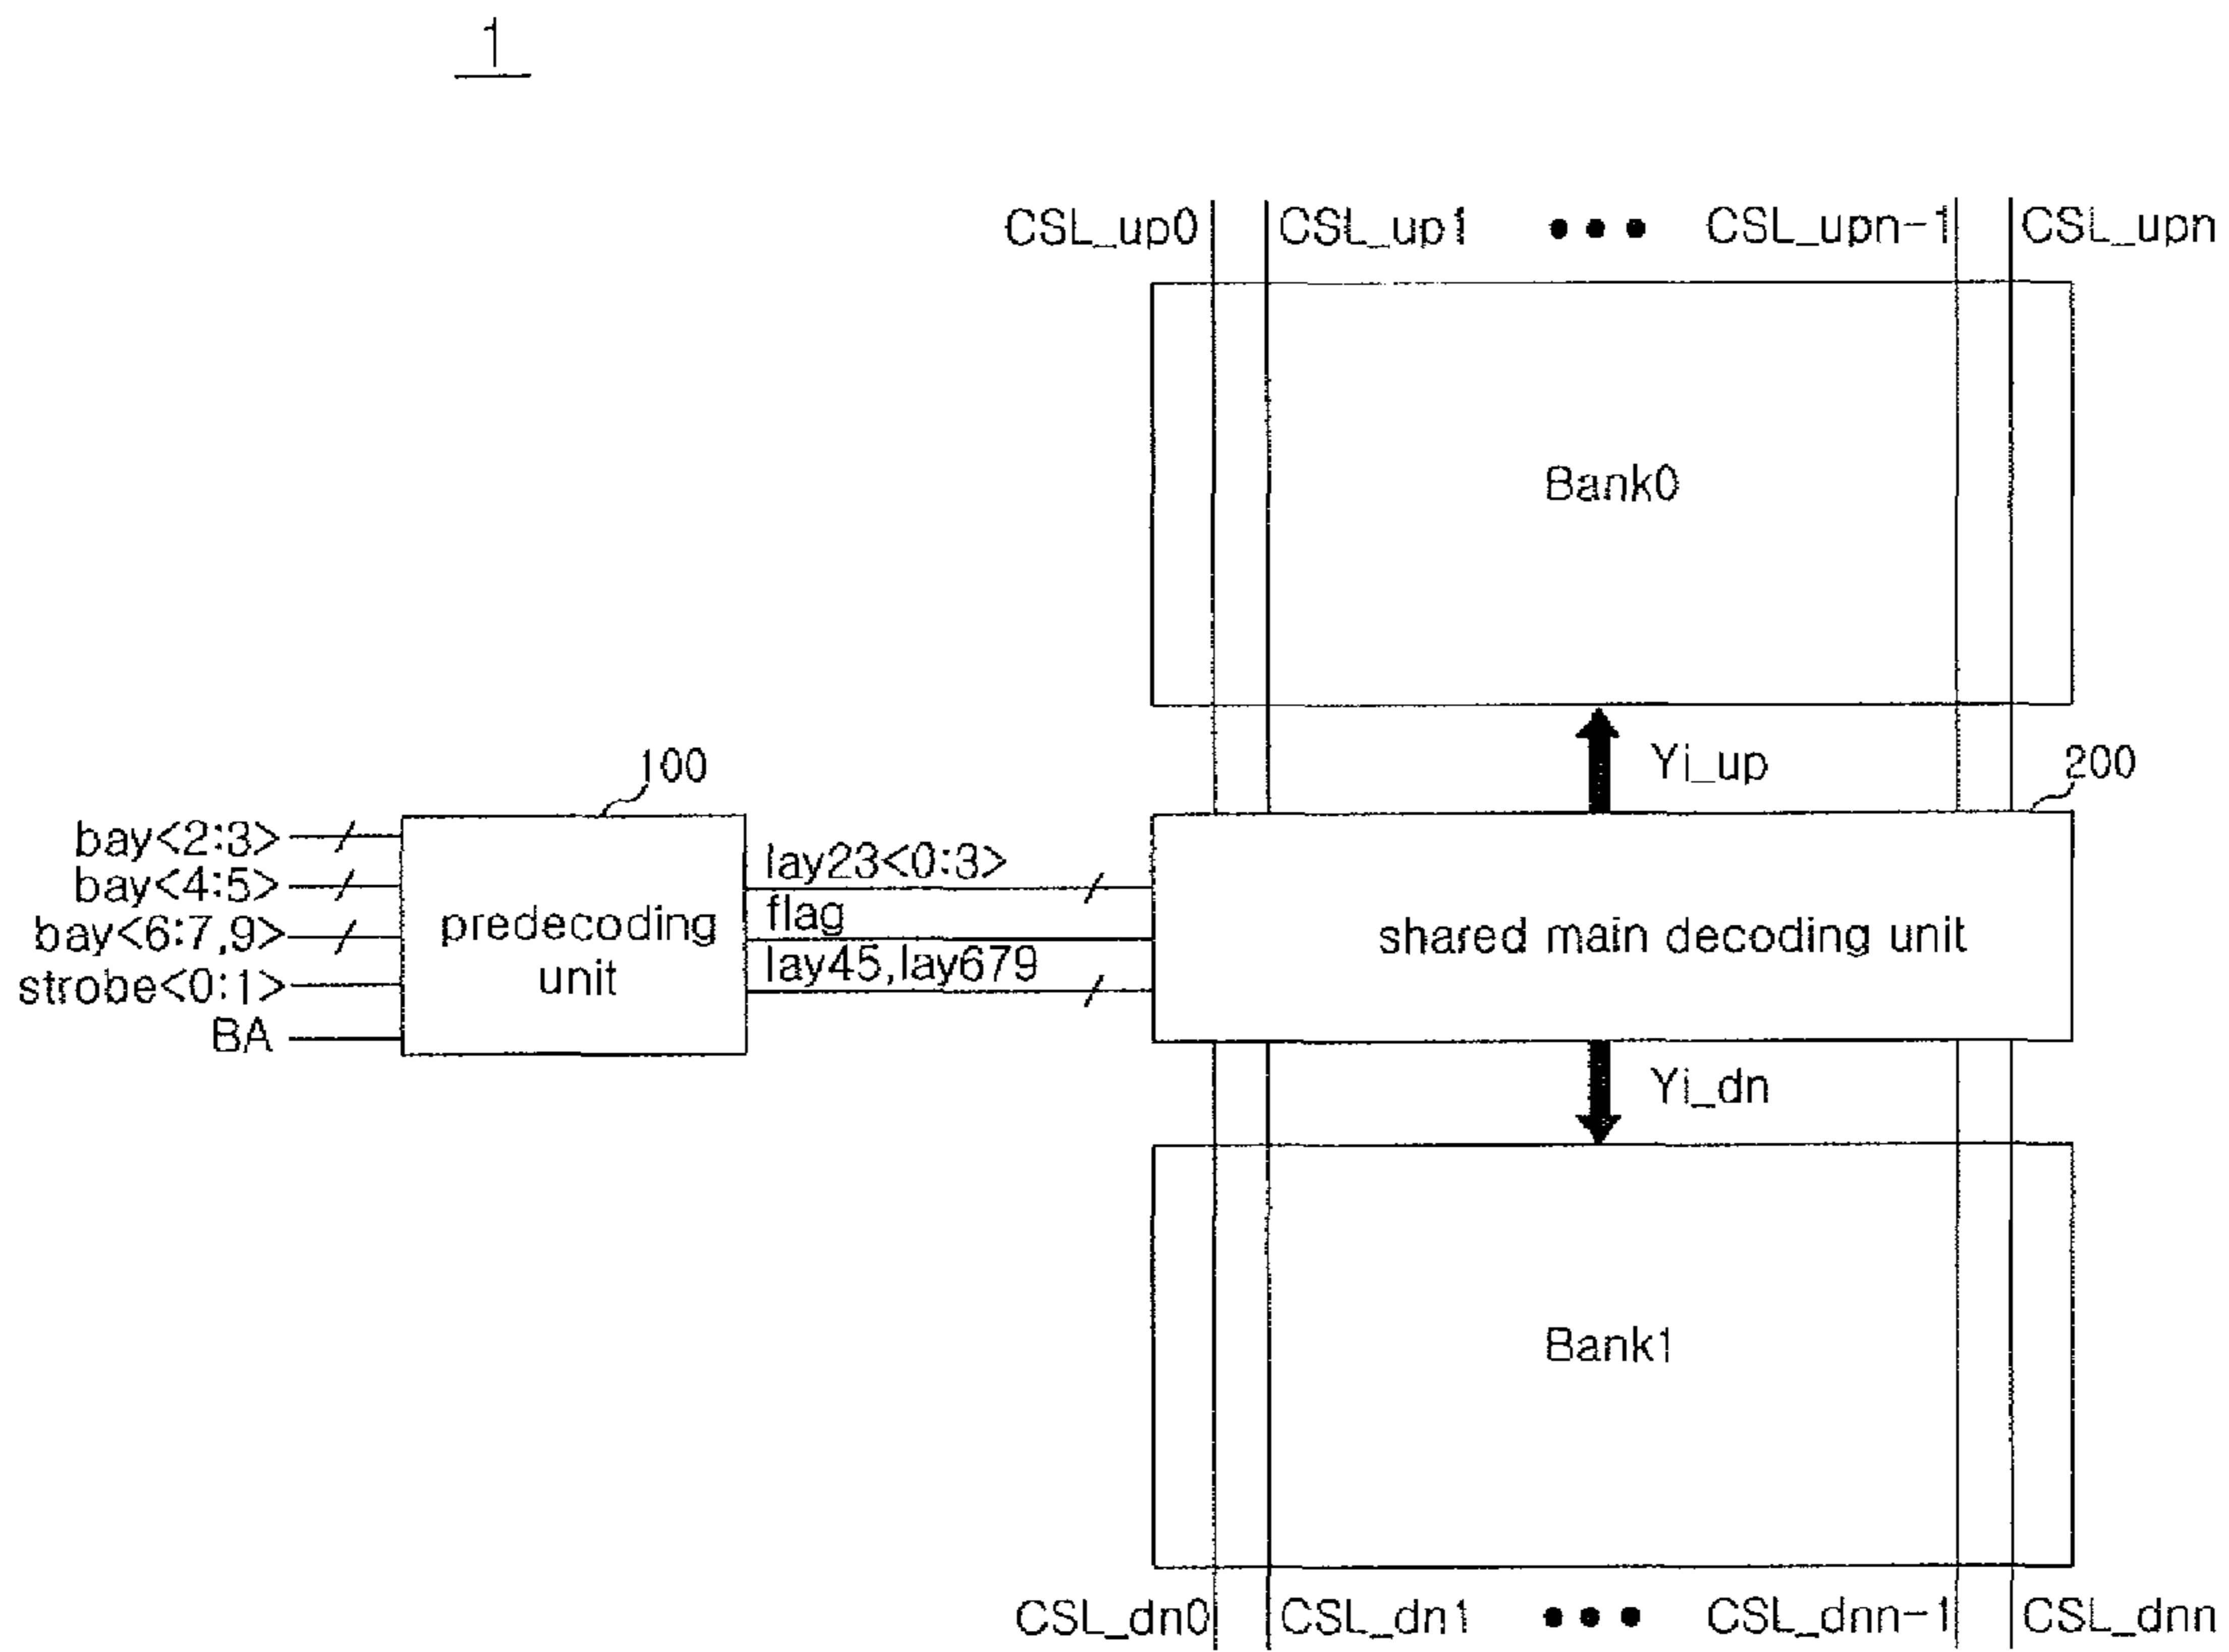 1
CSL_up0 CSL_up1 ••• CSL_upn-1 CSL_upn
Bank0
Yi_up
100
200
bay<2:3>
bay<4:5>
bay<6:7,9>
strobe<0:1>
BA
predecoding
unit
lay23<0:3>
flag
lay45,lay679
shared main decoding unit
Yi_dn
Bank1
CSL_dn0 CSL_dn1 ••• CSL_dnn-1 CSL_dnn